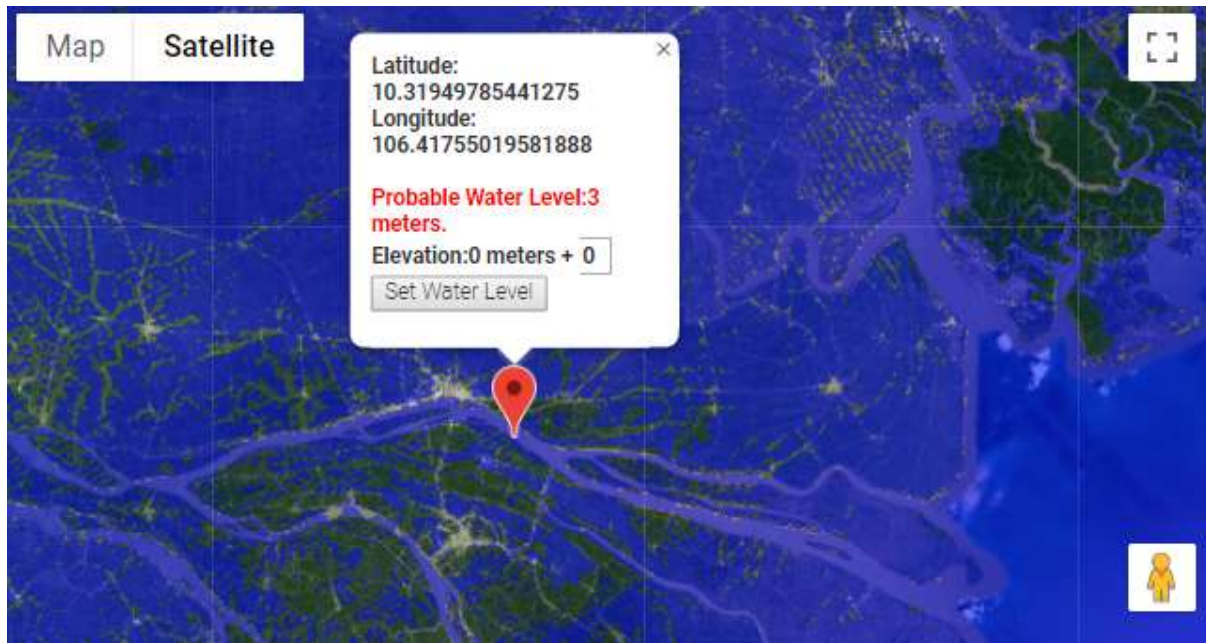 Map Satellite
×
Latitude:
10.31949785441275
Longitude:
106.41755019581888
Probable Water Level:3
meters.
Elevation:0 meters + 0
Set Water Level